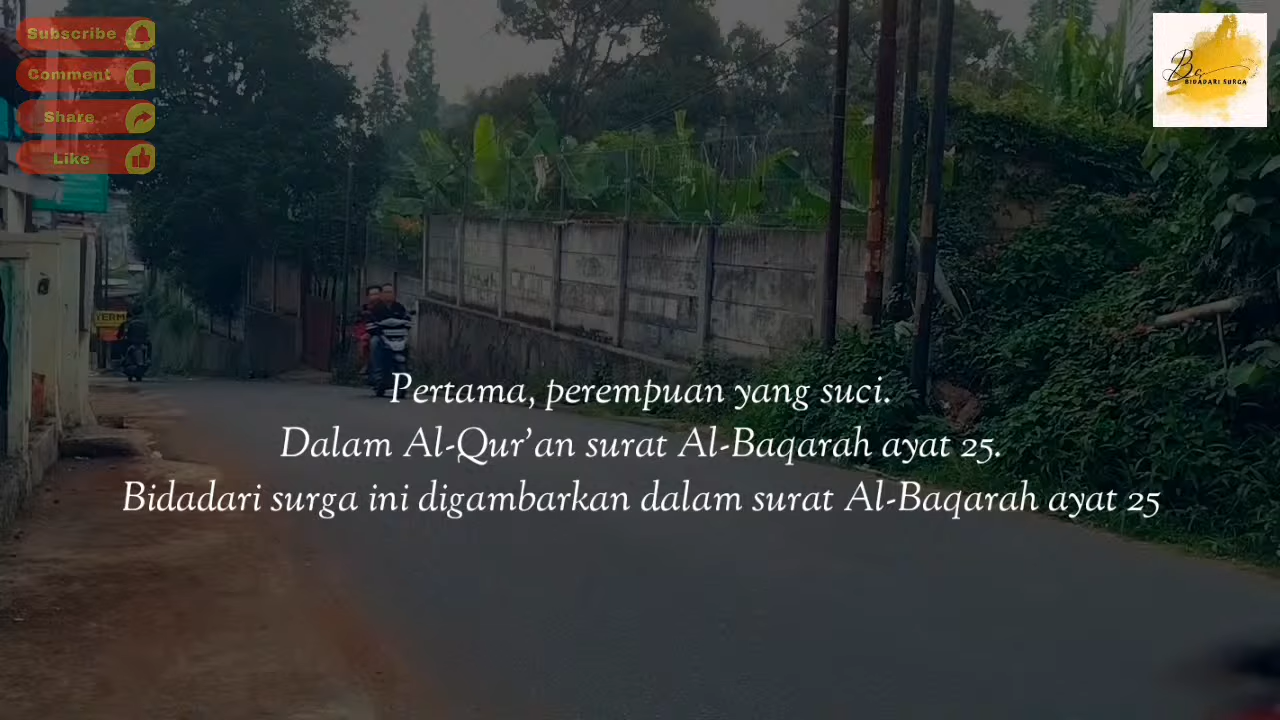 Subscribe
Comment
Share
Like
BIDADARI SURGA
TERM
Pertama, perempuan yang suci.
Dalam Al-Qur'an surat Al-Baqarah ayat 25.
Bidadari surga ini digambarkan dalam surat Al-Baqarah ayat 25